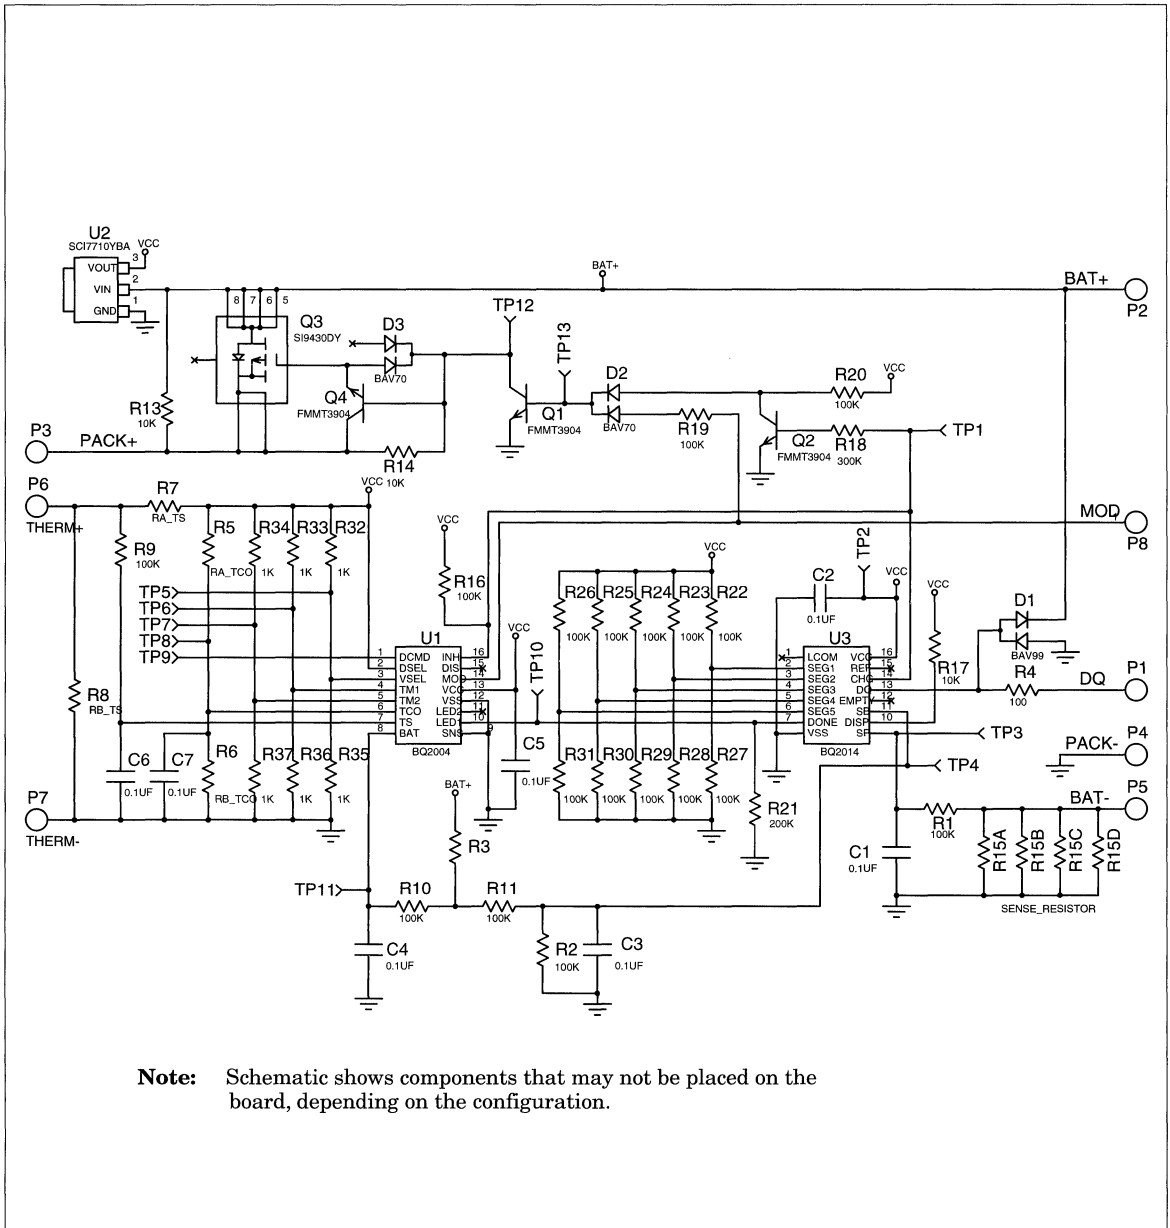 U2
SCI7710YBA
VCC
3
VOUT
2
VIN
1
GND
BAT+
BAT+
P2
8 7 6 5
Q3
SI9430DY
D3
BAV70
TP12
TP13
D2
BAV70
R20
100K
VCC
R13
10K
Q4
FMMT3904
Q1
FMMT3904
R19
100K
Q2
FMMT3904
R18
300K
TP1
P3
PACK+
R14
10K
VCC
P6
THERM+
R7
RA_TS
R5
RA_TCO
R34
1K
R33
1K
R32
1K
R9
100K
VCC
R16
100K
MOD
P8
TP5
TP6
TP7
TP8
TP9
VCC
VCC
R26
100K
R25
100K
R24
100K
R23
100K
R22
100K
TP2
C2
0.1UF
VCC
VCC
R17
10K
D1
BAV99
U1
1 DCMD INH 16
2 DSEL DIS 15
3 VSEL MOD 14
4 TM1 VCC 13
5 TM2 VSS 12
6 TCO LED2 11
7 TS LED1 10
8 BAT SNS 9
BQ2004
TP10
U3
1 LCOM VCC 16
2 SEG1 REF 15
3 SEG2 CHG 14
4 SEG3 DQ 13
5 SEG4 EMPTY 12
6 SEG5 SB 11
7 DONE DISP 10
8 VSS SR 9
BQ2014
R4
100
DQ
P1
R8
RB_TS
C6
0.1UF
C7
0.1UF
R6
RB_TCO
R37
1K
R36
1K
R35
1K
C5
0.1UF
R31
100K
R30
100K
R29
100K
R28
100K
R27
100K
R21
200K
TP3
TP4
PACK-
P4
P5
BAT-
P7
THERM-
BAT+
R3
R1
100K
C1
0.1UF
R15A
R15B
R15C
R15D
SENSE_RESISTOR
TP11
R10
100K
R11
100K
C4
0.1UF
R2
100K
C3
0.1UF
Note: Schematic shows components that may not be placed on the
board, depending on the configuration.